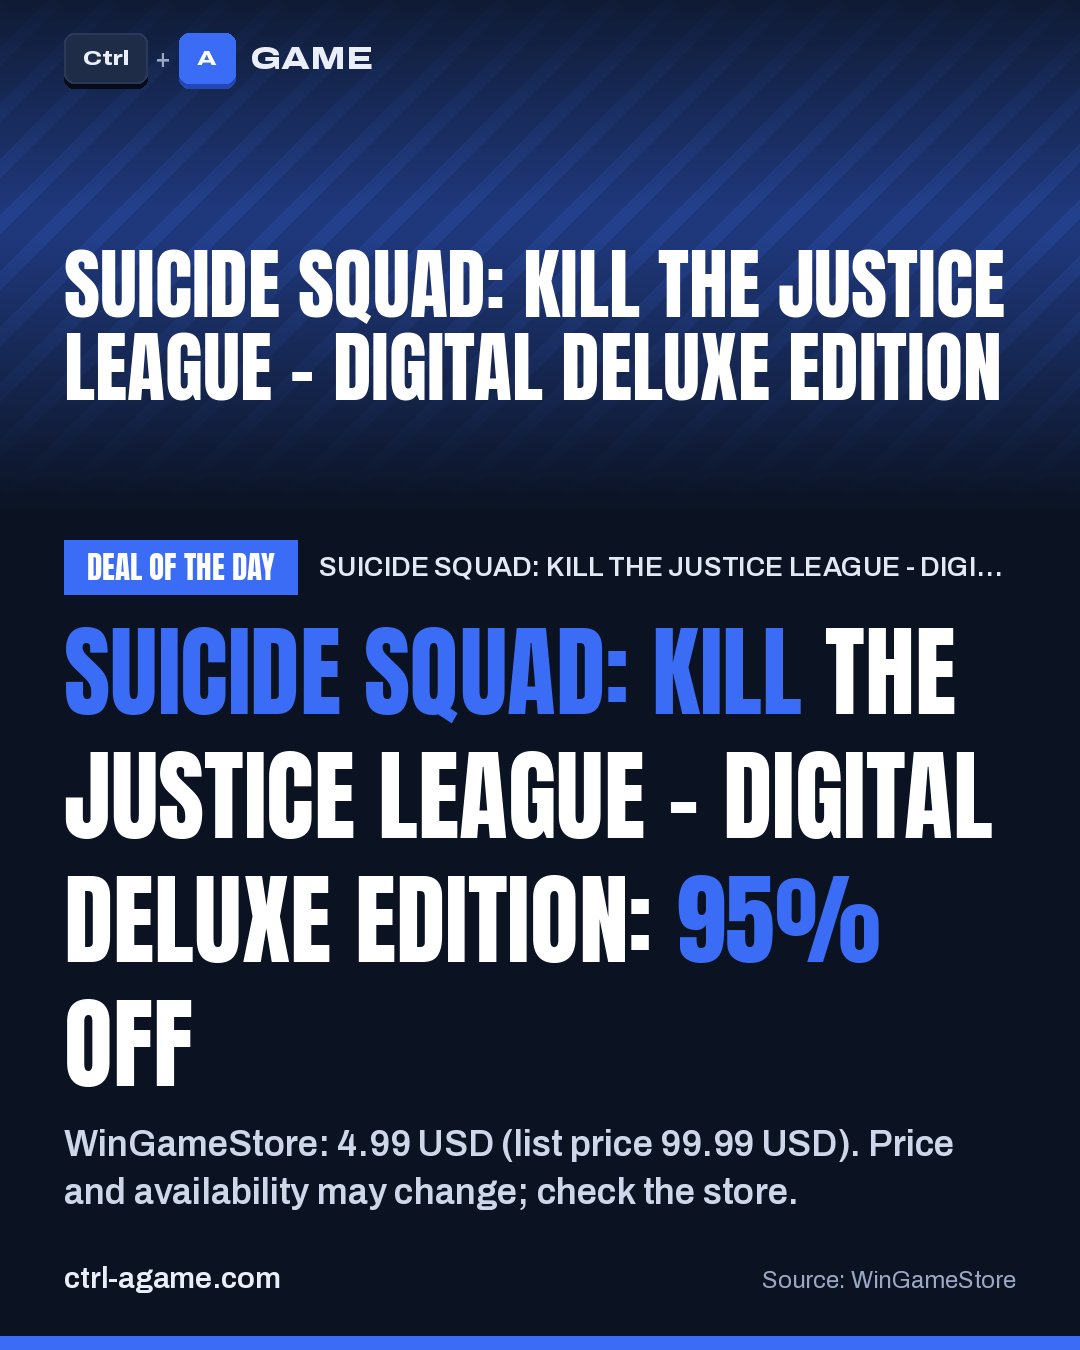 Ctrl + A GAME
SUICIDE SQUAD: KILL THE JUSTICE
LEAGUE - DIGITAL DELUXE EDITION
DEAL OF THE DAY SUICIDE SQUAD: KILL THE JUSTICE LEAGUE - DIGI...
SUICIDE SQUAD: KILL THE
JUSTICE LEAGUE - DIGITAL
DELUXE EDITION: 95%
OFF
WinGameStore: 4.99 USD (list price 99.99 USD). Price
and availability may change; check the store.
ctrl-agame.com Source: WinGameStore